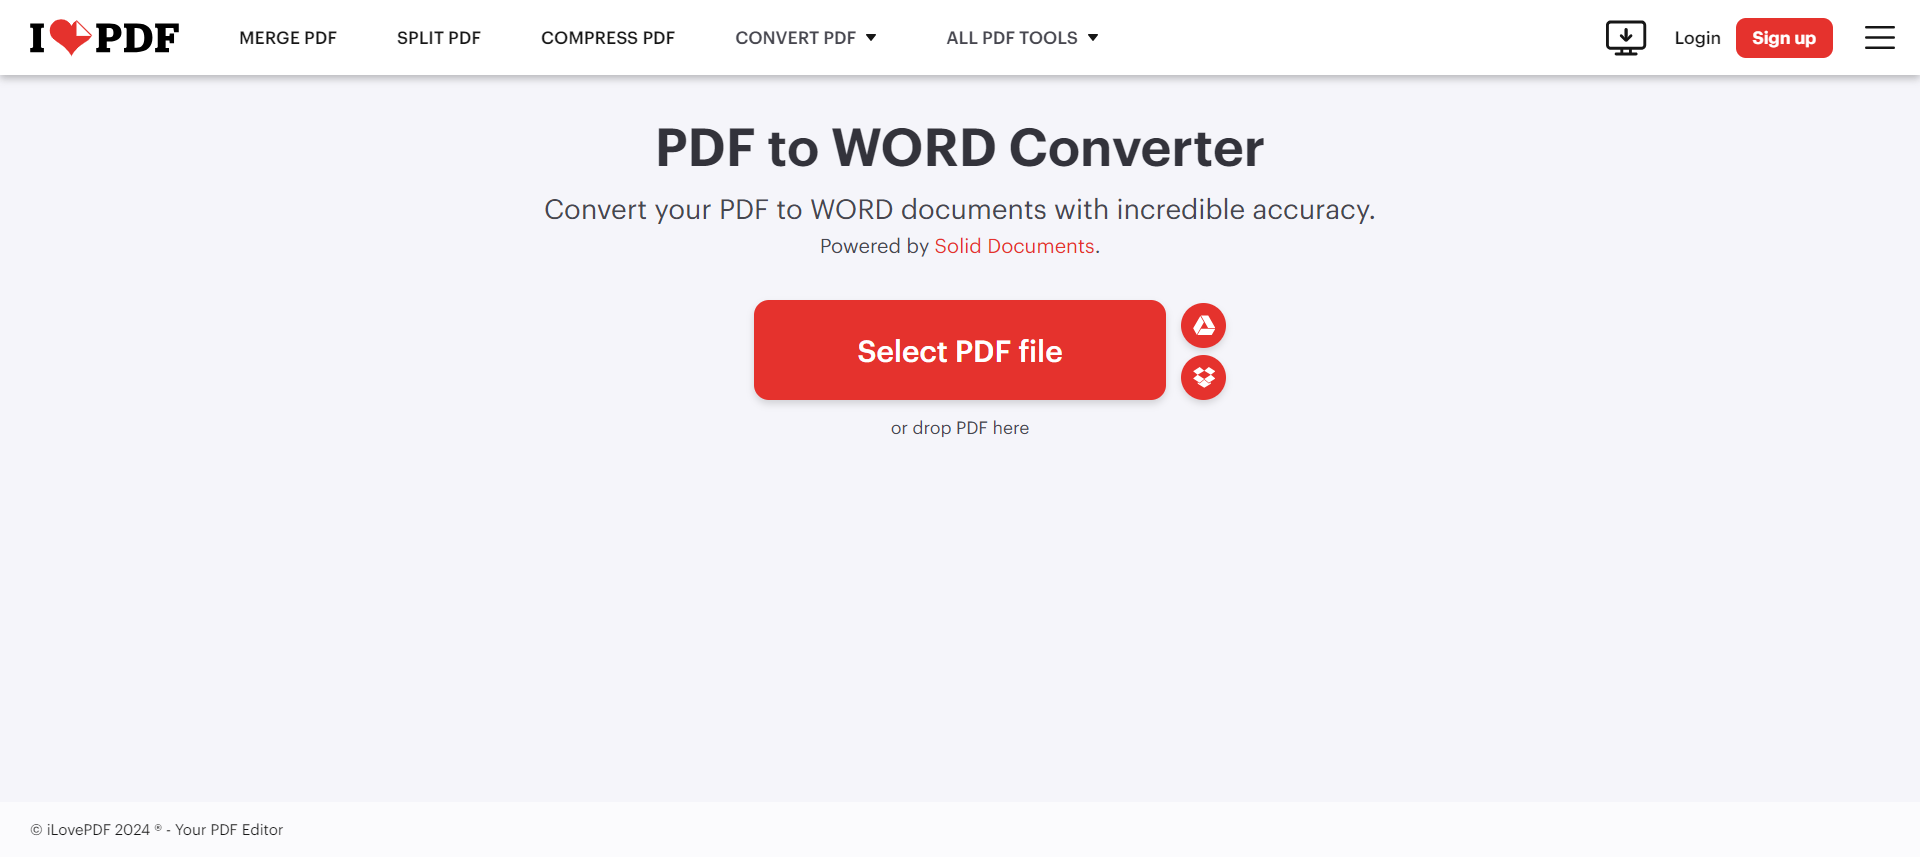 I PDF
MERGE PDF
SPLIT PDF
COMPRESS PDF
CONVERT PDF
ALL PDF TOOLS
Login
Sign up
PDF to WORD Converter
Convert your PDF to WORD documents with incredible accuracy.
Powered by Solid Documents.
Select PDF file
or drop PDF here
© iLovePDF 2024 ® - Your PDF Editor